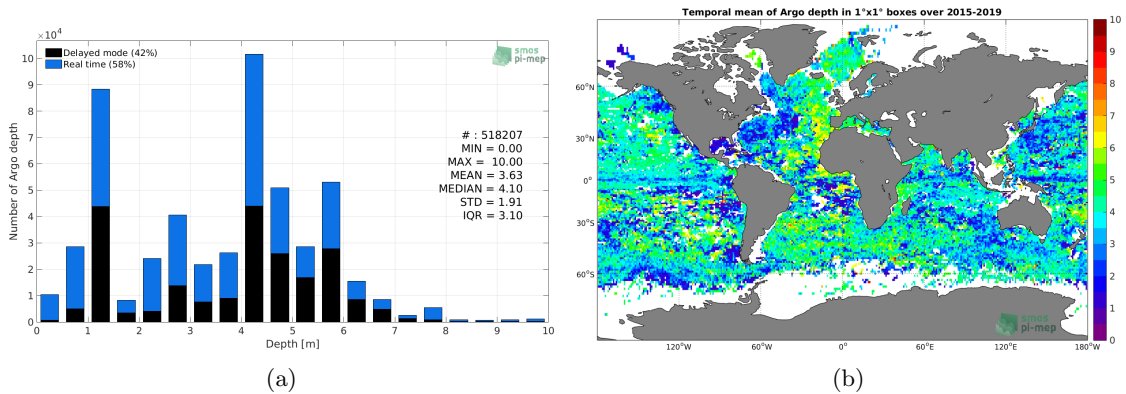 ×10⁴
Delayed mode (42%)
Real time (58%)
smos
pi-mep
Number of Argo depth
10
9
8
7
6
5
4
3
2
1
0
# : 518207
MIN = 0.00
MAX = 10.00
MEAN = 3.63
MEDIAN = 4.10
STD = 1.91
IQR = 3.10
0 1 2 3 4 5 6 7 8 9 10
Depth [m]
(a)
Temporal mean of Argo depth in 1°x1° boxes over 2015-2019
60°N
30°N
0°
30°S
60°S
120°W 60°W 0° 60°E 120°E 180°W
smos
pi-mep
10
9
8
7
6
5
4
3
2
1
0
(b)